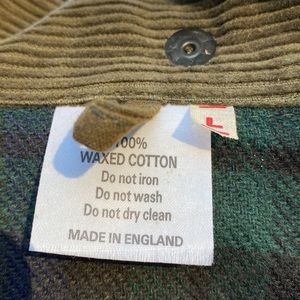 100%
WAXED COTTON
Do not iron
Do not wash
Do not dry clean
MADE IN ENGLAND
L